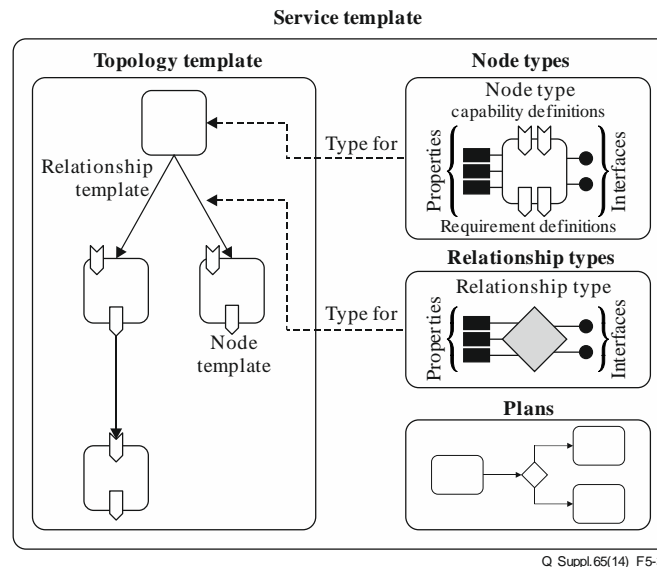 Service template
Topology template
Relationship
template
Node
template
Type for
Type for
Node types
Node type
capability definitions
Properties
Interfaces
Requirement definitions
Relationship types
Relationship type
Properties
Interfaces
Plans
Q Suppl.65(14)_F5-